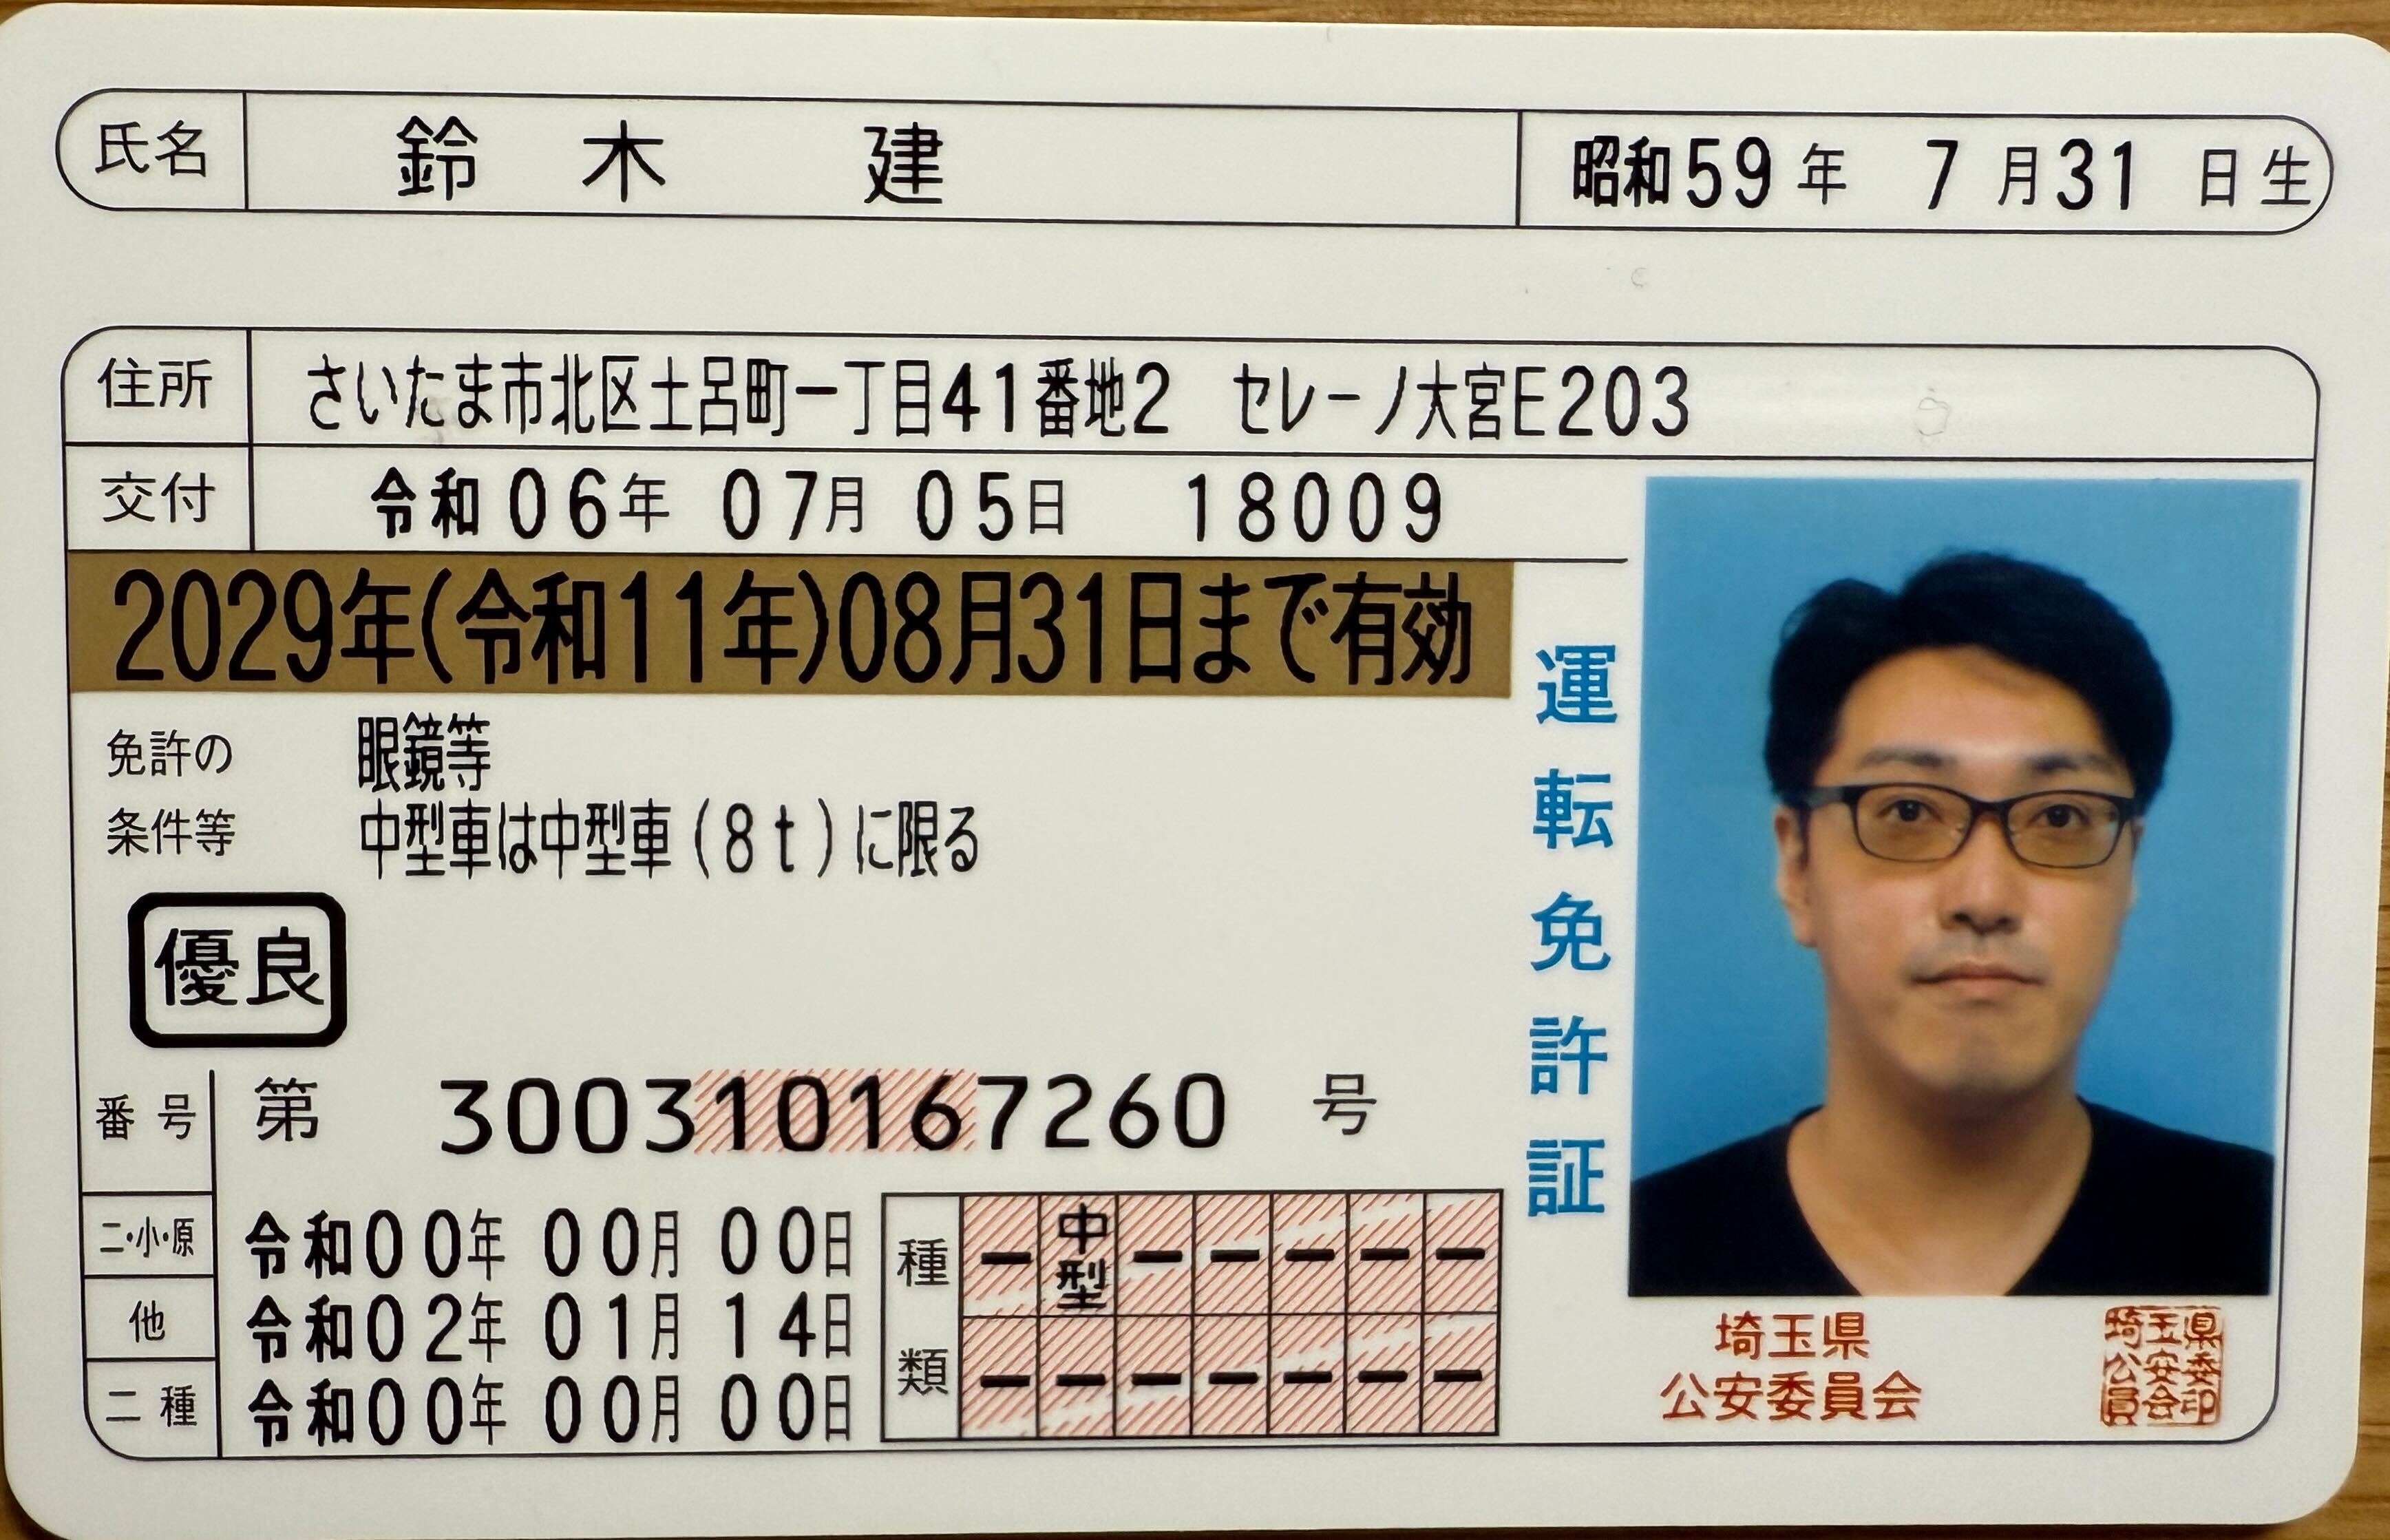 氏名 鈴木 建 昭和59年 7月31日生
住所 さいたま市北区土呂町一丁目41番地2 セレーノ大宮E203
交付 令和06年 07月 05日 18009
2029年(令和11年)08月31日まで有効
免許の 眼鏡等
条件等 中型車は中型車(8t)に限る
優良
番号 第 300310167260 号
二・小・原 令和00年 00月 00日
他 令和02年 01月 14日
二種 令和00年 00月 00日
種類 ー 中型 ー ー ー ー ー
ー ー ー ー ー ー ー
運転免許証
埼玉県
公安委員会
埼玉県公安委員会印